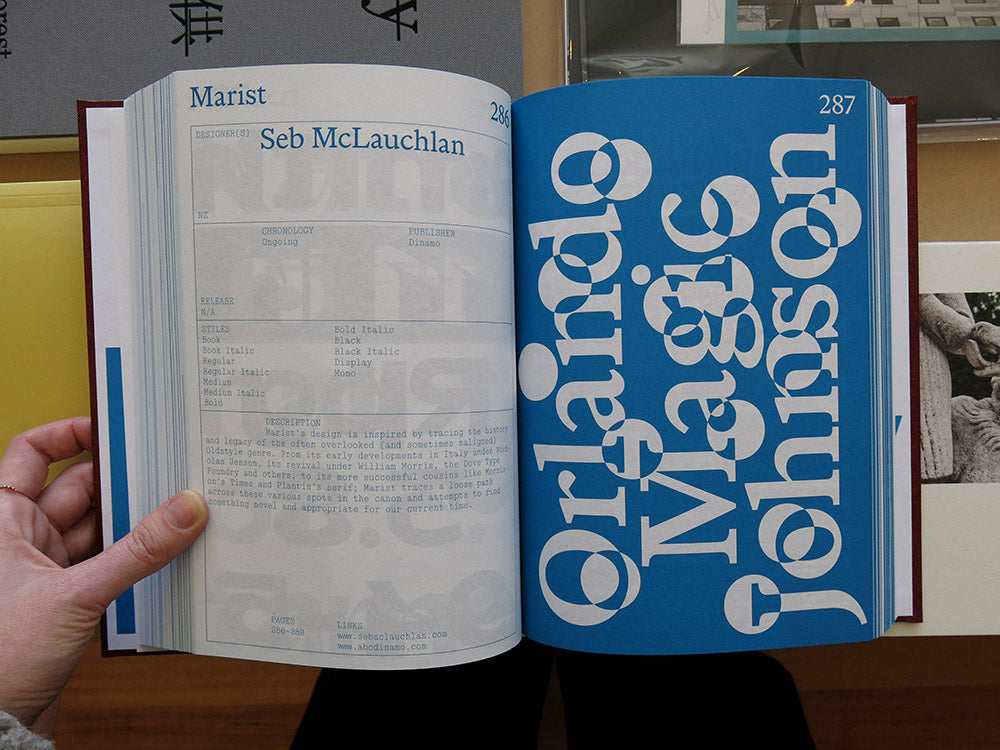 Marist
286
DESIGNER(S)
Seb McLauchlan
NZ
CHRONOLOGY
Ongoing
PUBLISHER
Dinamo
RELEASE
N/A
STYLES
Book
Book Italic
Regular
Regular Italic
Medium
Medium Italic
Bold
Bold Italic
Black
Black Italic
Display
Mono
DESCRIPTION
Marist's design is inspired by tracing the history
and legacy of the often overlooked (and sometimes maligned)
Oldstyle genre. From its early developments in Italy under Nich-
olas Jenson, its revival under William Morris, the Dove Type
Foundry and others, to its more successful cousins like Morris-
on's Times and Plantin's serif; Marist traces a loose path
across these various spots in the canon and attempts to find
something novel and appropriate for our current time.
PAGES
286-289
LINKS
www.sebmclauchlan.com
www.abcdinamo.com
287
Orlando
Magic
Johnson